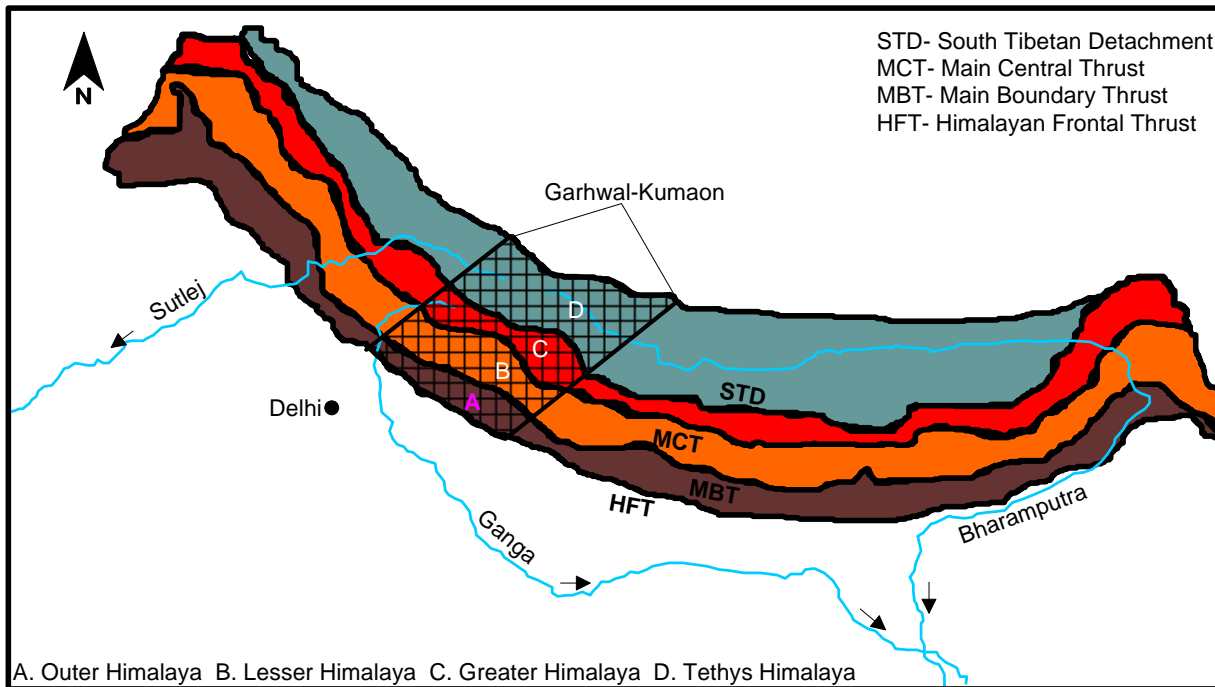 STD- South Tibetan Detachment
MCT- Main Central Thrust
MBT- Main Boundary Thrust
HFT- Himalayan Frontal Thrust
N
Garhwal-Kumaon
Sutlej
D
C
B
A
Delhi
STD
MCT
MBT
HFT
Ganga
Bharamputra
A. Outer Himalaya B. Lesser Himalaya C. Greater Himalaya D. Tethys Himalaya